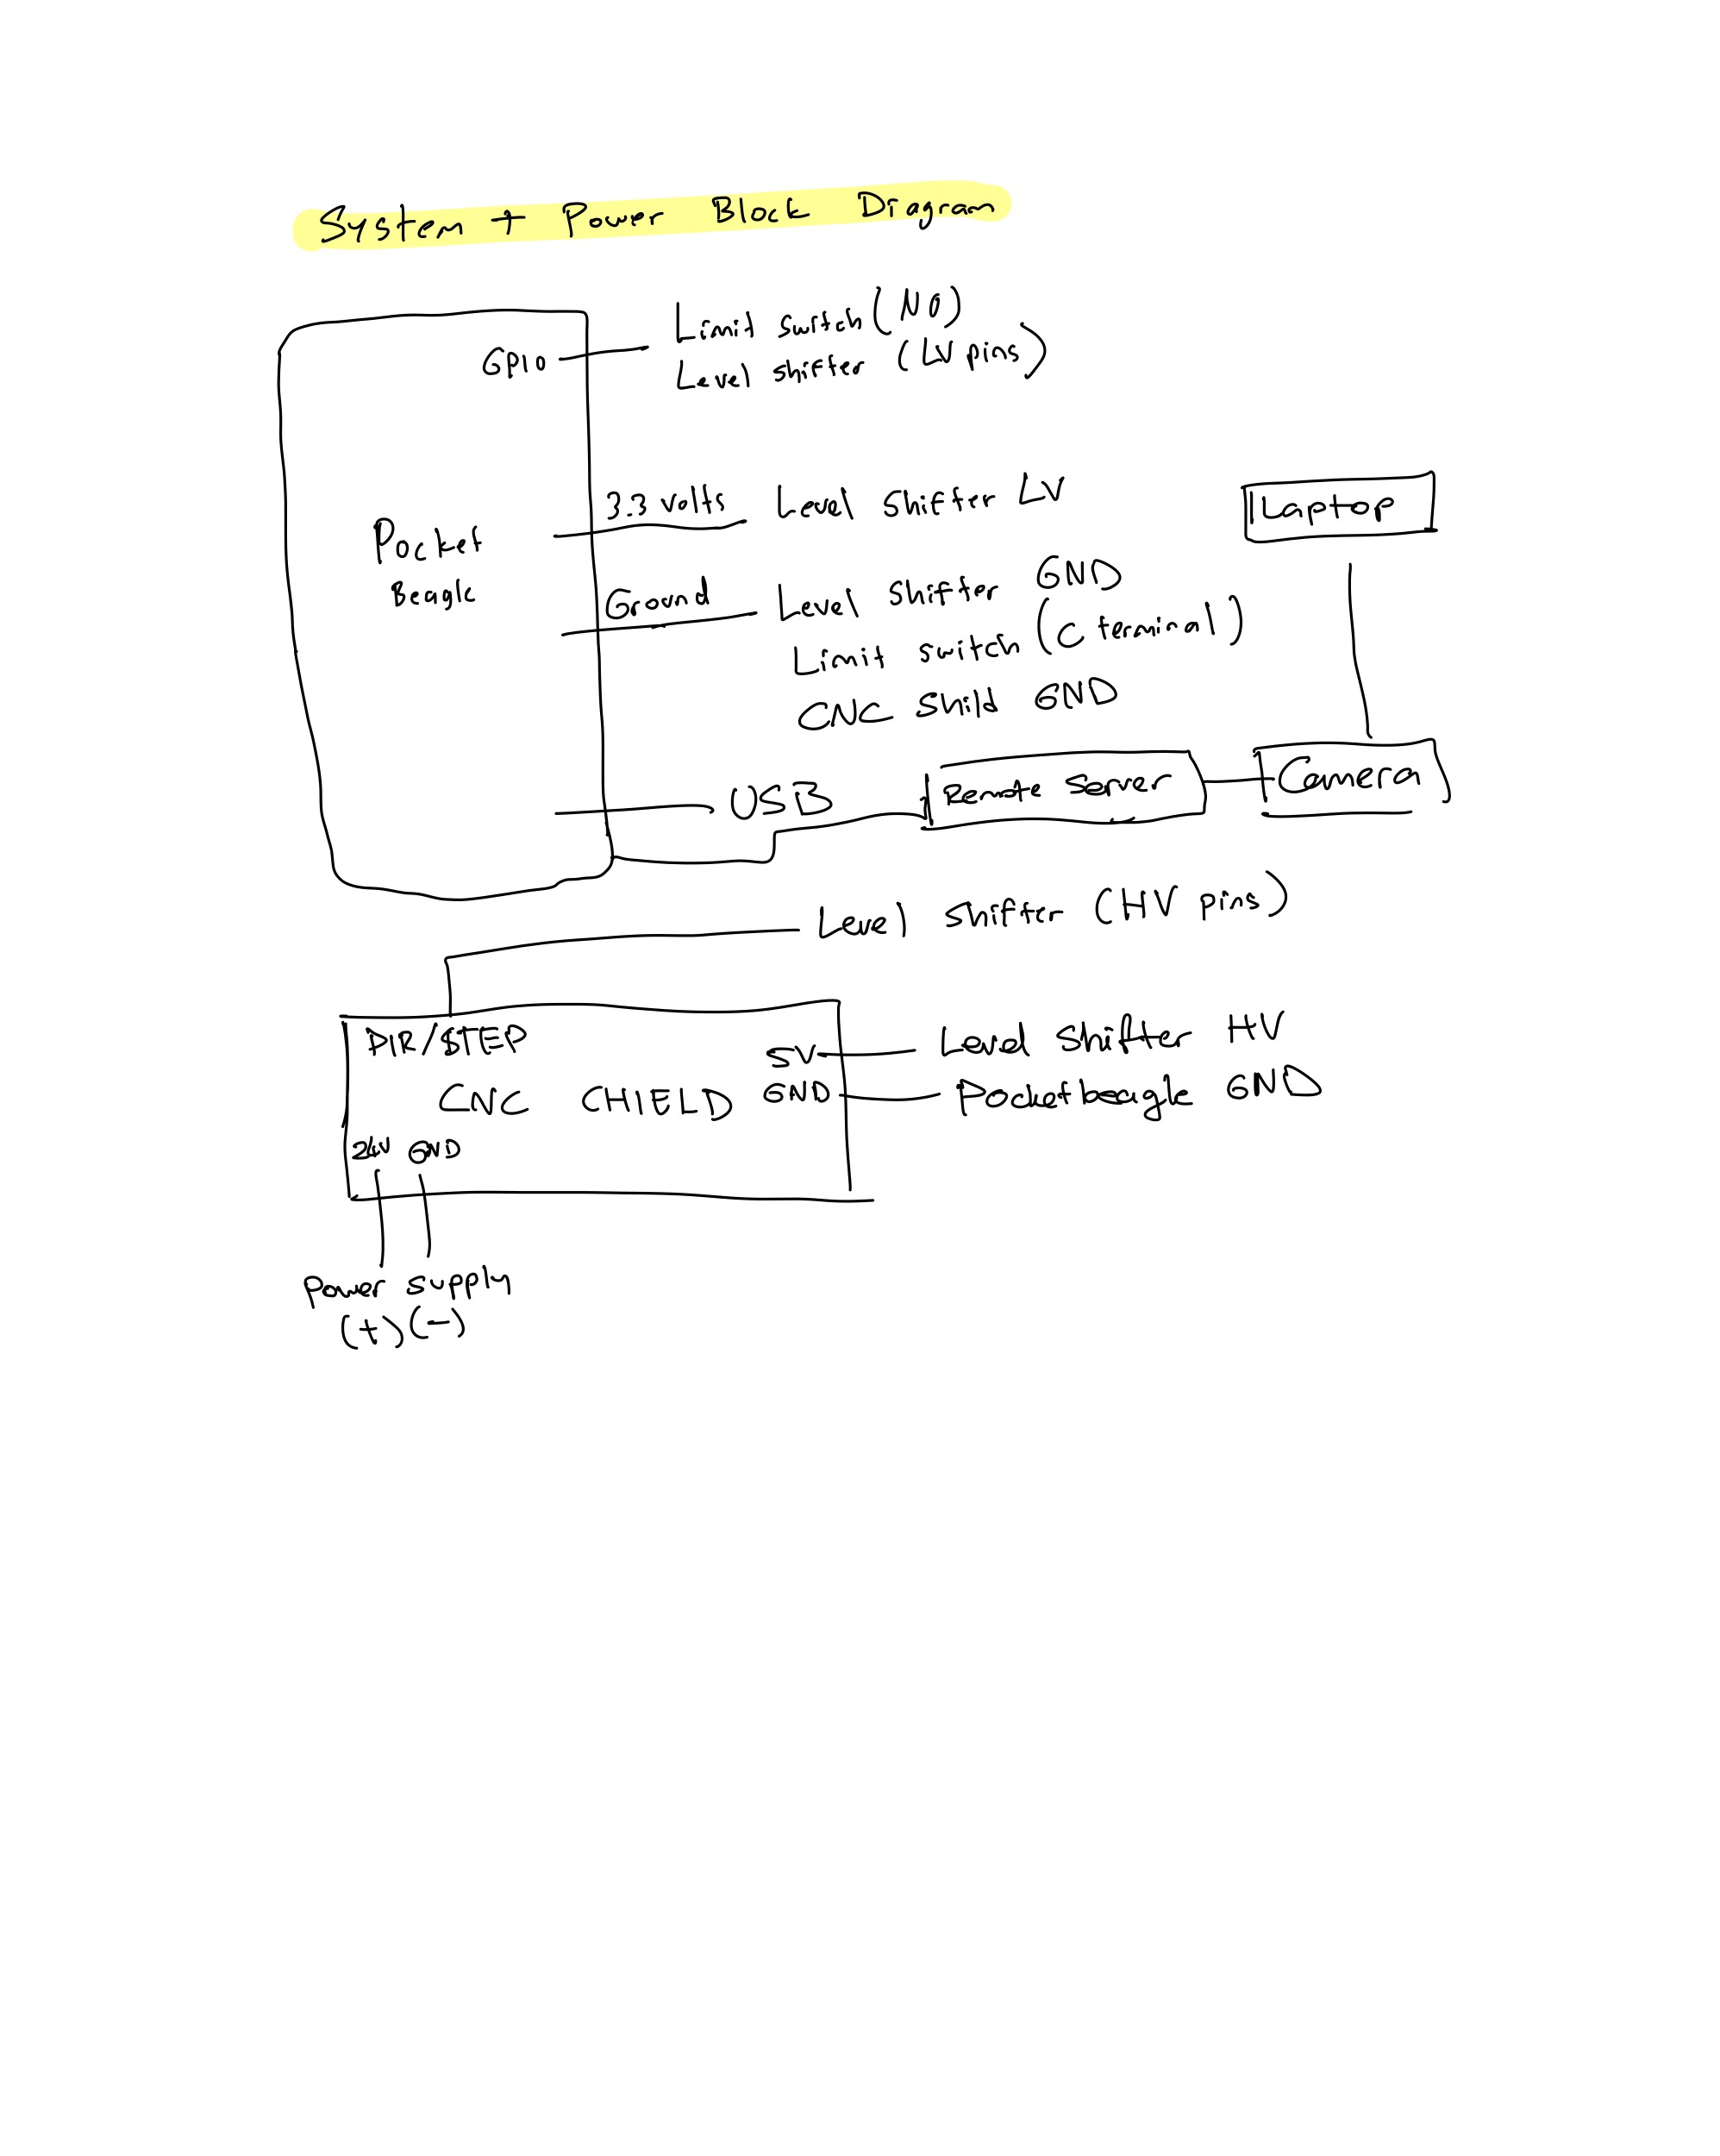 System + Power Block Diagram
Limit switch (NO)
GPIO
Level shifter (LV pins)
3.3 volts
Level Shifter LV
Laptop
Pocket
Beagle
Ground
Level Shifter GND
Limit switch (C terminal)
CNC Shild GND
USB
Remote Server
Camera
Level Shifter (HV pins)
DIR/STEP
5V
Level Shifter HV
CNC CHIELD
GND
Pocketbeagle GND
24V GND
Power supply
(+) (-)